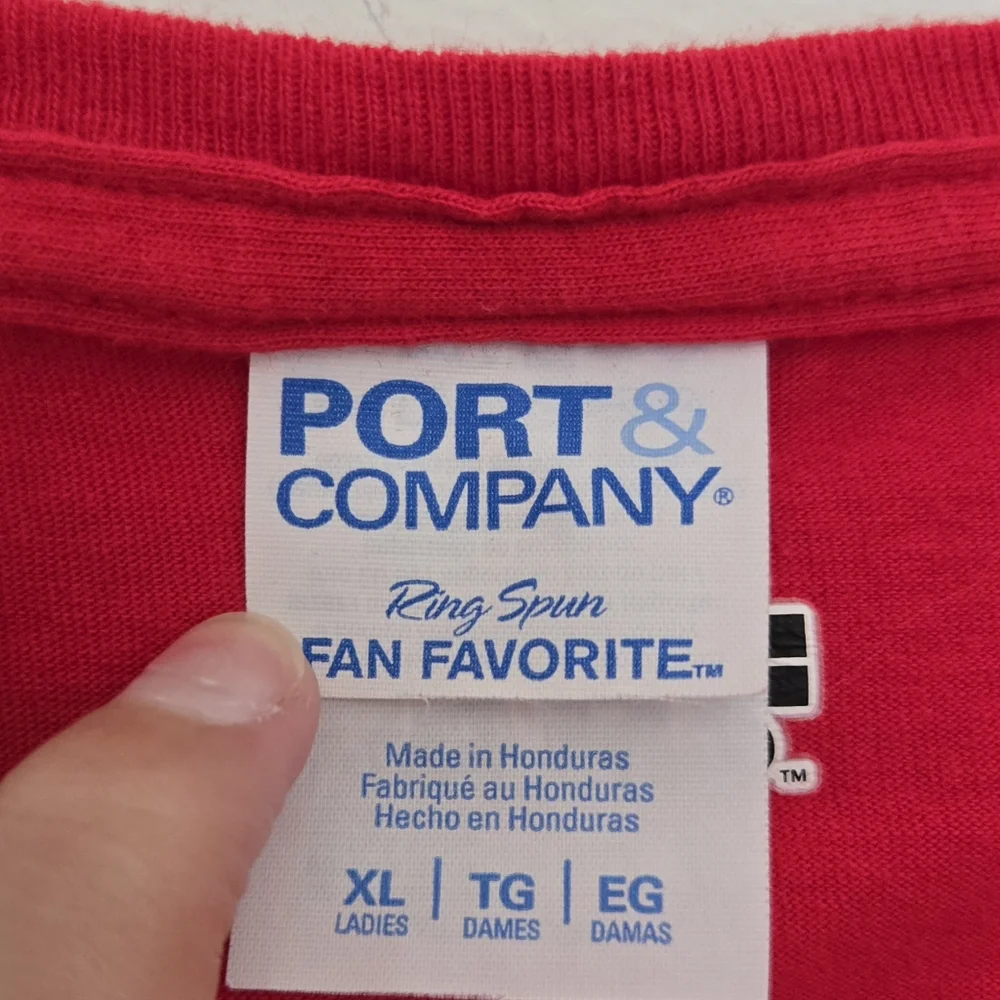 PORT &
COMPANY®
Ring Spun
FAN FAVORITE™
Made in Honduras
Fabriqué au Honduras
Hecho en Honduras
XL | TG | EG
LADIES DAMES DAMAS
™